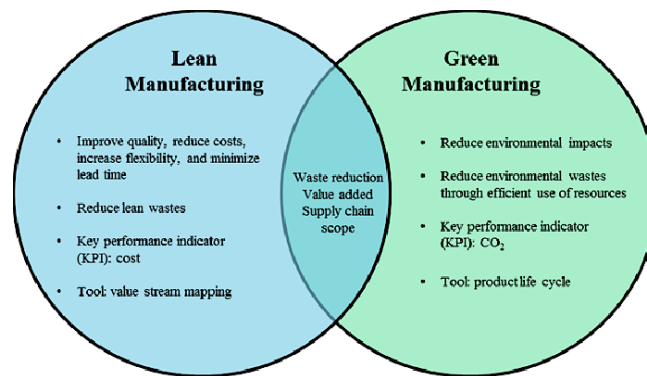 Lean
Manufacturing
• Improve quality, reduce costs,
increase flexibility, and minimize
lead time
• Reduce lean wastes
• Key performance indicator
(KPI): cost
• Tool: value stream mapping
Waste reduction
Value added
Supply chain
scope
Green
Manufacturing
• Reduce environmental impacts
• Reduce environmental wastes
through efficient use of resources
• Key performance indicator
(KPI): CO₂
• Tool: product life cycle